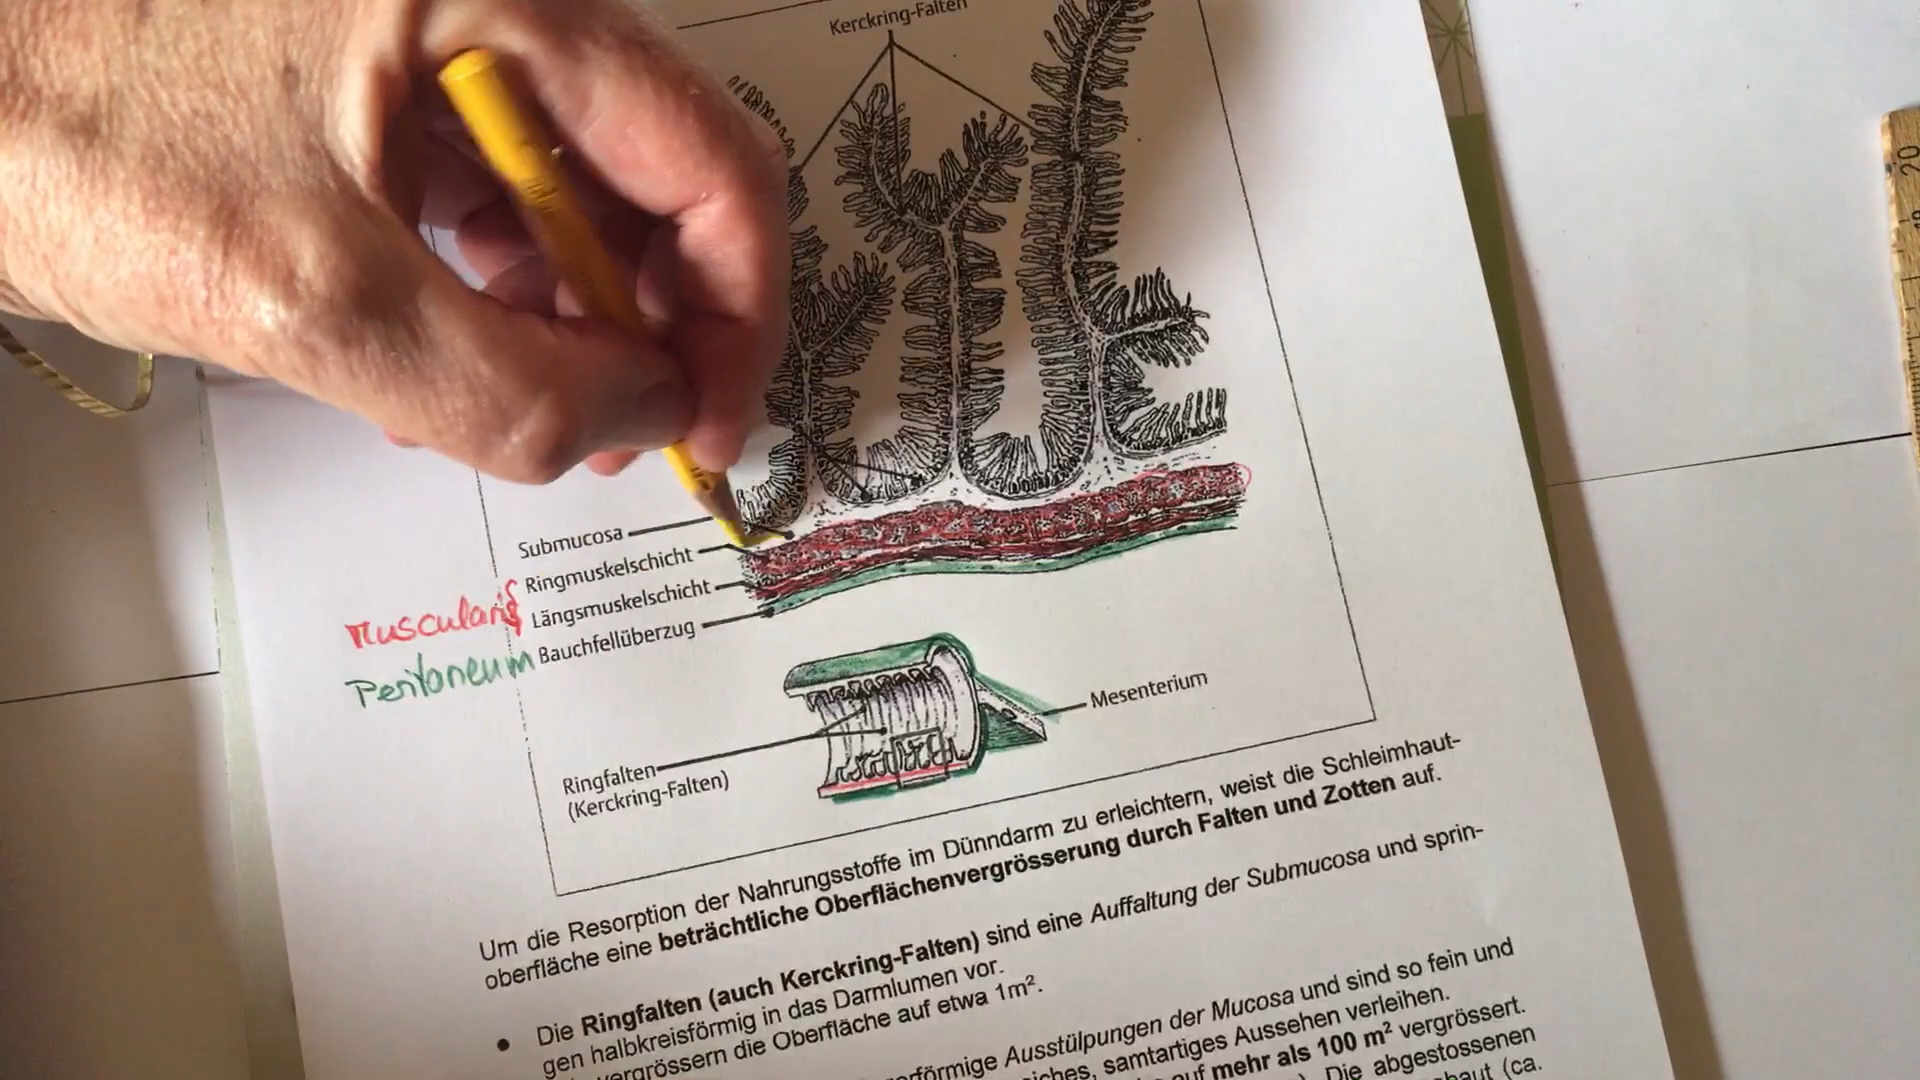 Kerckring-Falten
Submucosa
Ringmuskelschicht
Längsmuskelschicht
Bauchfellüberzug
Muscularis
Peritoneum
Mesenterium
Ringfalten
(Kerckring-Falten)
Um die Resorption der Nahrungsstoffe im Dünndarm zu erleichtern, weist die Schleimhaut-
oberfläche eine beträchtliche Oberflächenvergrösserung durch Falten und Zotten auf.
• Die Ringfalten (auch Kerckring-Falten) sind eine Auffaltung der Submucosa und sprin-
gen halbkreisförmig in das Darmlumen vor.
vergrössern die Oberfläche auf etwa 1m².
Ausstülpungen der Mucosa und sind so fein und
samtartiges Aussehen verleihen.
auf mehr als 100 m² vergrössert.
Die abgestossenen
(ca.
20